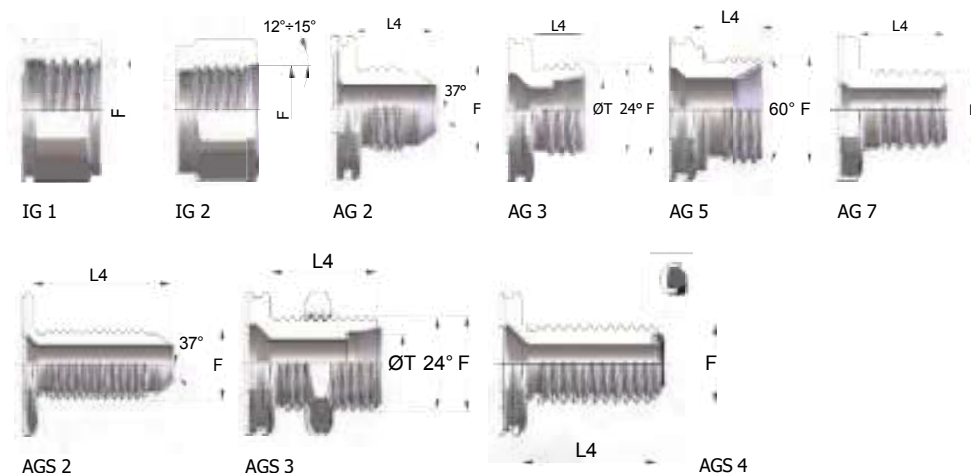 12°÷15°
F
IG 1
F
IG 2
L4
37°
F
AG 2
L4
ØT 24° F
AG 3
L4
60° F
AG 5
L4
AG 7
L4
37°
F
AGS 2
L4
ØT 24° F
AGS 3
F
L4
AGS 4